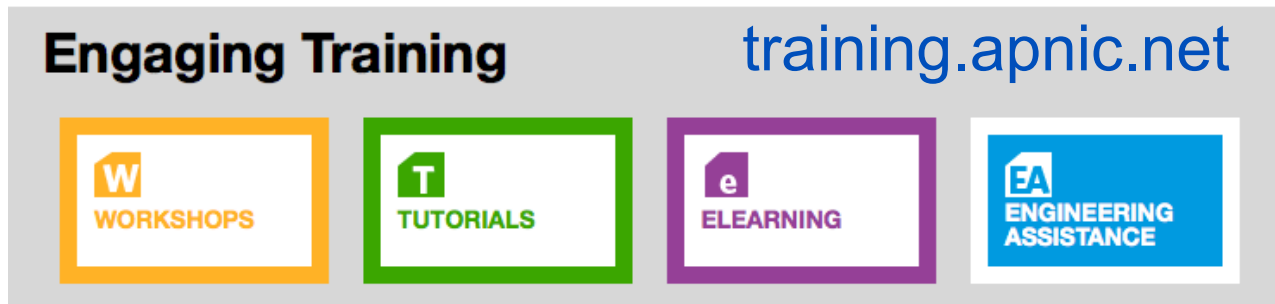 Engaging Training
training.apnic.net
W
WORKSHOPS
T
TUTORIALS
e
ELEARNING
EA
ENGINEERING
ASSISTANCE